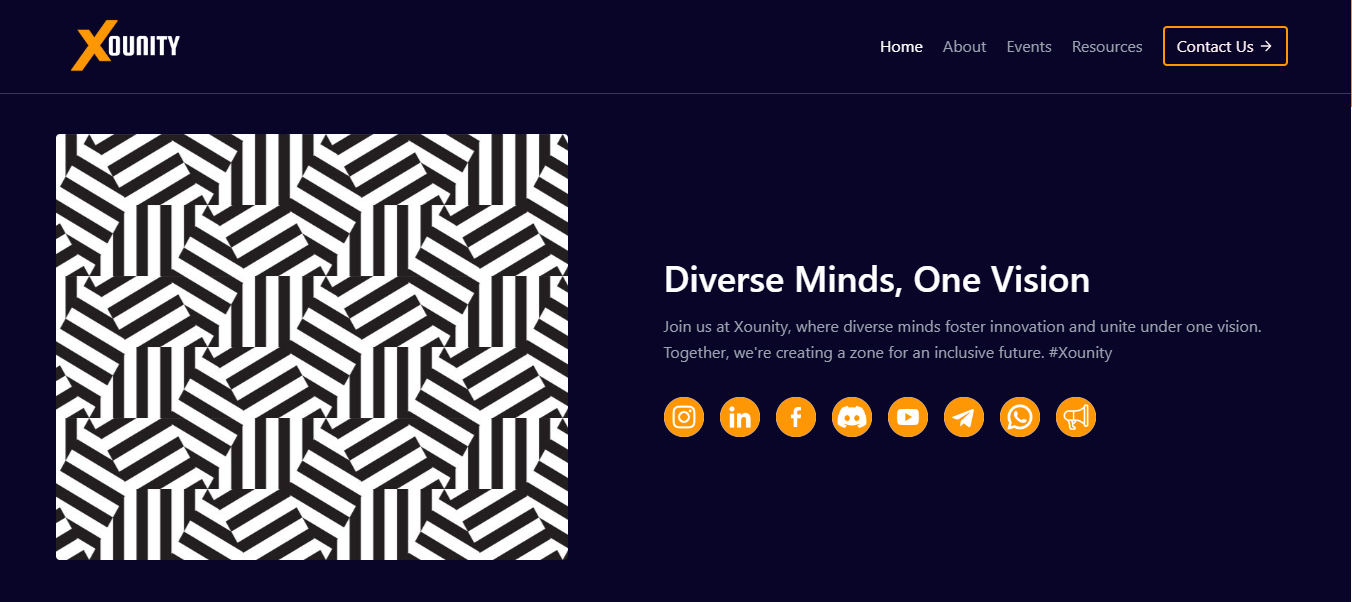 XOUNITY
Home About Events Resources Contact Us →
Diverse Minds, One Vision
Join us at Xounity, where diverse minds foster innovation and unite under one vision.
Together, we're creating a zone for an inclusive future. #Xounity